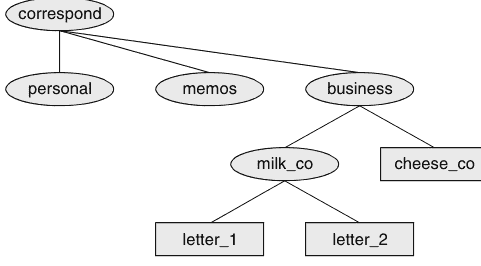 correspond
personal
memos
business
milk_co
cheese_co
letter_1
letter_2